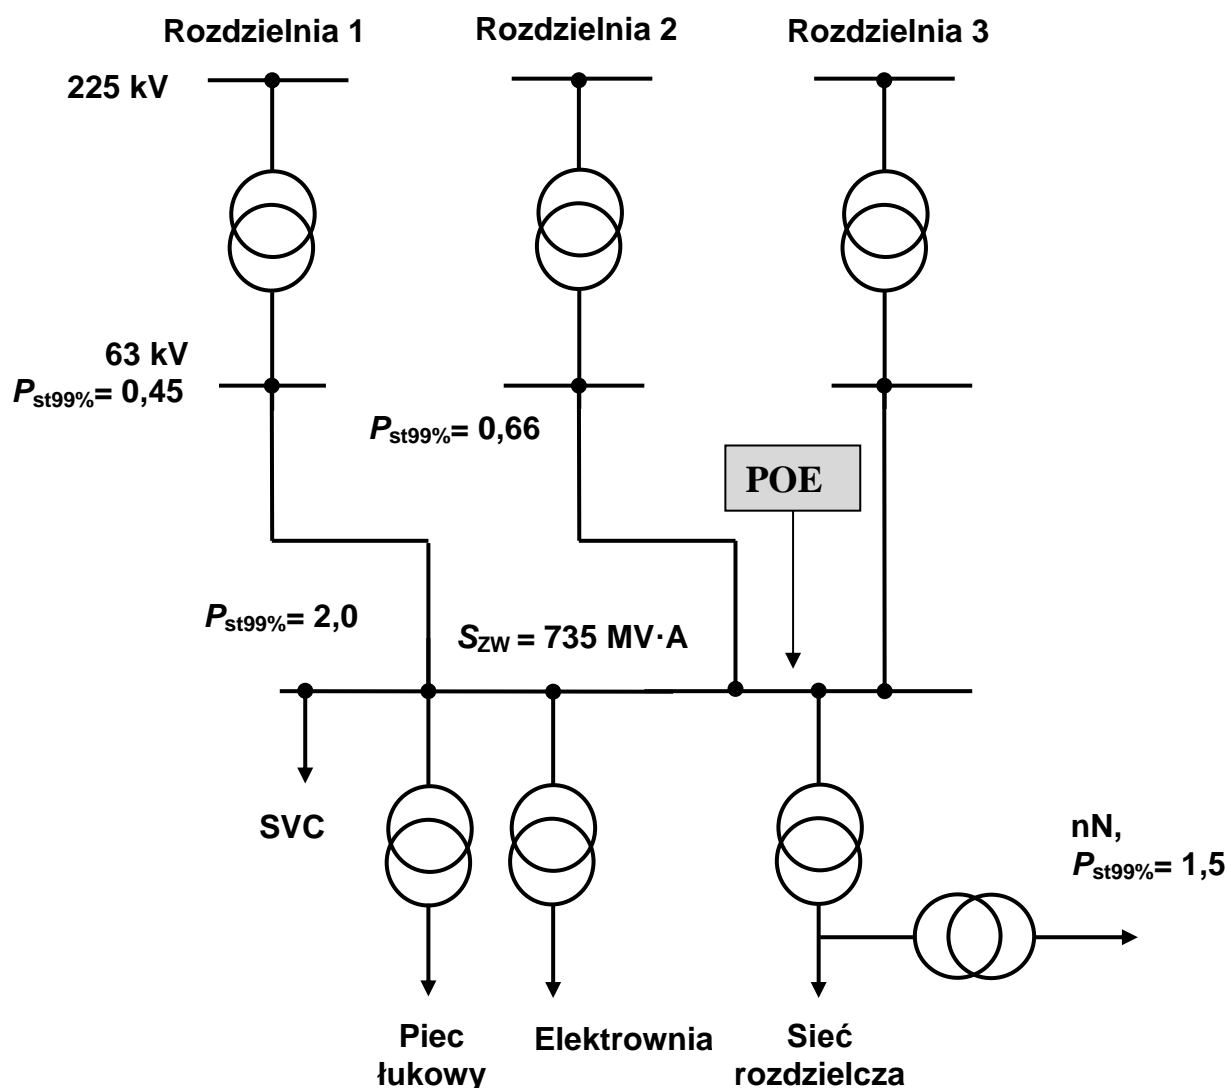 Rozdzielnia 1
Rozdzielnia 2
Rozdzielnia 3
225 kV
63 kV
Pst99%= 0,45
Pst99%= 0,66
POE
Pst99%= 2,0
SZW = 735 MV·A
SVC
nN,
Pst99%= 1,5
Piec
łukowy
Elektrownia
Sieć
rozdzielcza